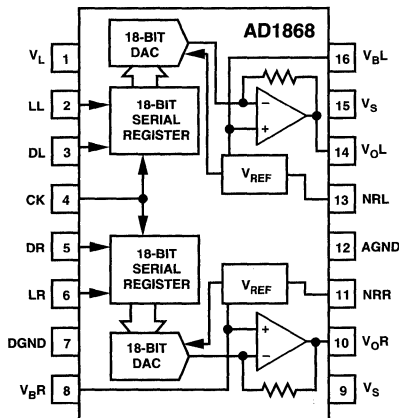 AD1868
18-BIT
DAC
V_L 1
16 V_BL
LL 2
18-BIT
SERIAL
REGISTER
−
15 V_S
DL 3
+
14 V_OL
V_REF
CK 4
13 NRL
DR 5
18-BIT
SERIAL
REGISTER
12 AGND
LR 6
V_REF
11 NRR
DGND 7
+
10 V_OR
18-BIT
DAC
−
V_BR 8
9 V_S